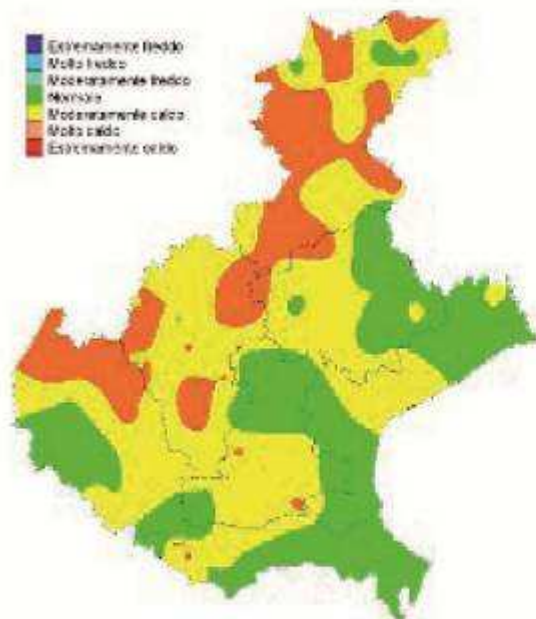 Estremamente freddo
Molto freddo
Moderatamente freddo
Normale
Moderatamente caldo
Molto caldo
Estremamente caldo